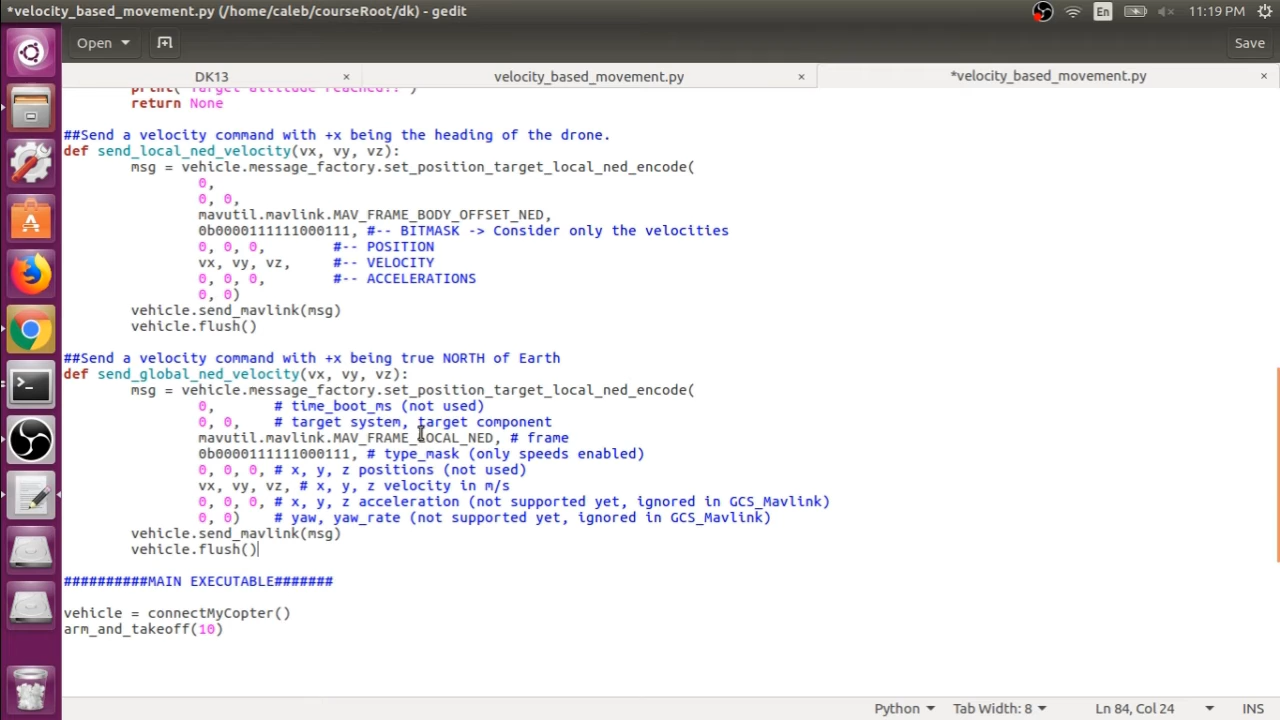 *velocity_based_movement.py (/home/caleb/courseRoot/dk) - gedit
En
11:19 PM
Open
Save
DK13 ×
velocity_based_movement.py ×
*velocity_based_movement.py ×
print("Target altitude reached!!")
return None
##Send a velocity command with +x being the heading of the drone.
def send_local_ned_velocity(vx, vy, vz):
msg = vehicle.message_factory.set_position_target_local_ned_encode(
0,
0, 0,
mavutil.mavlink.MAV_FRAME_BODY_OFFSET_NED,
0b0000111111000111, #-- BITMASK -> Consider only the velocities
0, 0, 0, #-- POSITION
vx, vy, vz, #-- VELOCITY
0, 0, 0, #-- ACCELERATIONS
0, 0)
vehicle.send_mavlink(msg)
vehicle.flush()
##Send a velocity command with +x being true NORTH of Earth
def send_global_ned_velocity(vx, vy, vz):
msg = vehicle.message_factory.set_position_target_local_ned_encode(
0, # time_boot_ms (not used)
0, 0, # target system, target component
mavutil.mavlink.MAV_FRAME_LOCAL_NED, # frame
0b0000111111000111, # type_mask (only speeds enabled)
0, 0, 0, # x, y, z positions (not used)
vx, vy, vz, # x, y, z velocity in m/s
0, 0, 0, # x, y, z acceleration (not supported yet, ignored in GCS_Mavlink)
0, 0) # yaw, yaw_rate (not supported yet, ignored in GCS_Mavlink)
vehicle.send_mavlink(msg)
vehicle.flush()
##########MAIN EXECUTABLE#######
vehicle = connectMyCopter()
arm_and_takeoff(10)
Python
Tab Width: 8
Ln 84, Col 24
INS